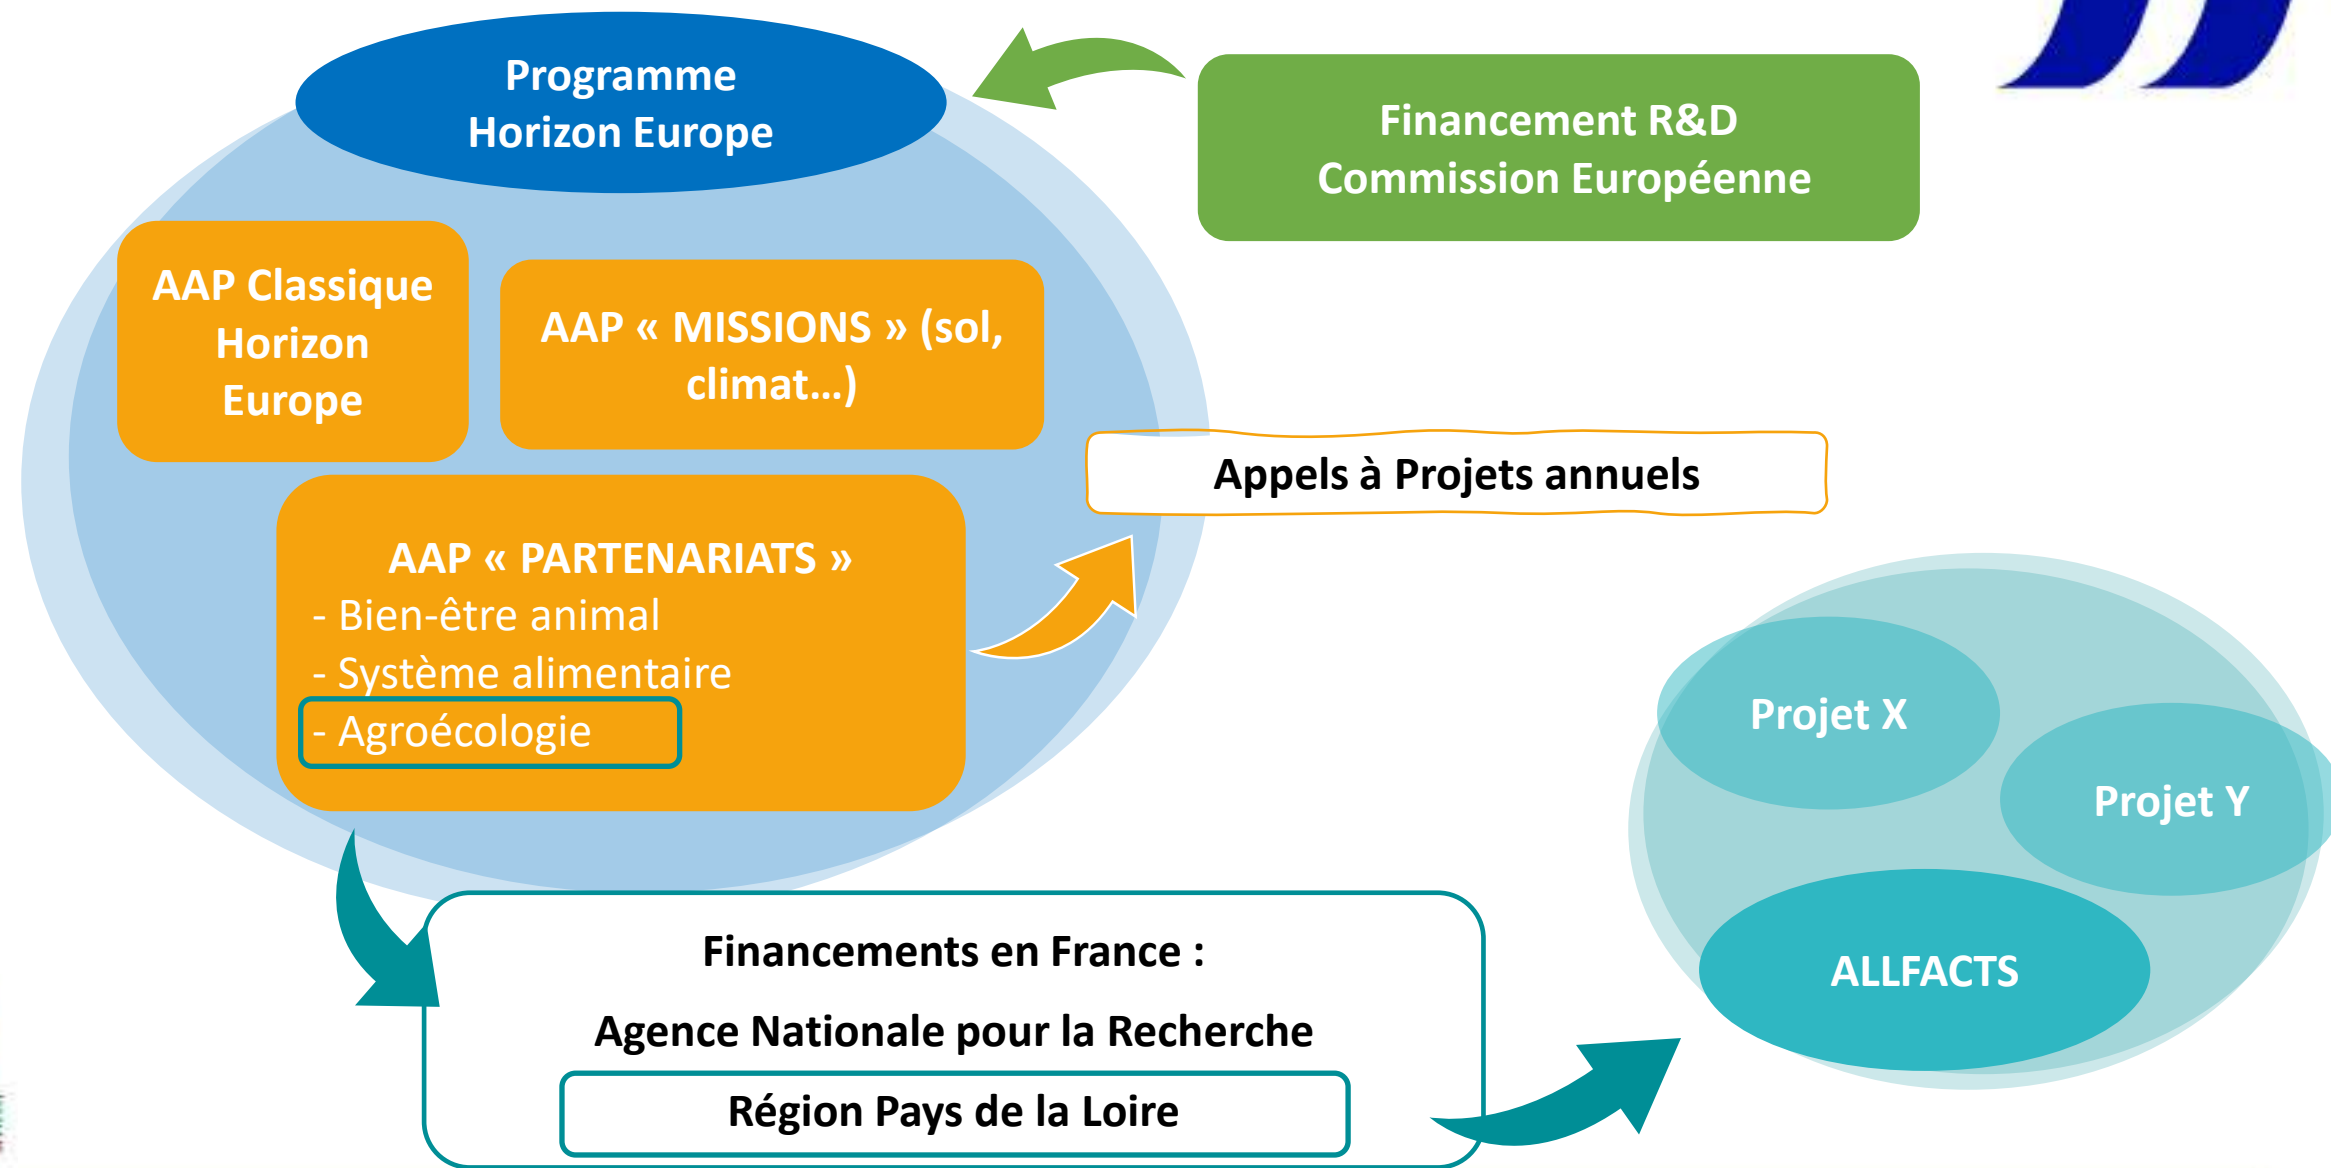 Programme
Horizon Europe
Financement R&D
Commission Européenne
AAP Classique
Horizon
Europe
AAP « MISSIONS » (sol,
climat...)
Appels à Projets annuels
AAP « PARTENARIATS »
- Bien-être animal
- Système alimentaire
- Agroécologie
Projet X
Projet Y
ALLFACTS
Financements en France :
Agence Nationale pour la Recherche
Région Pays de la Loire